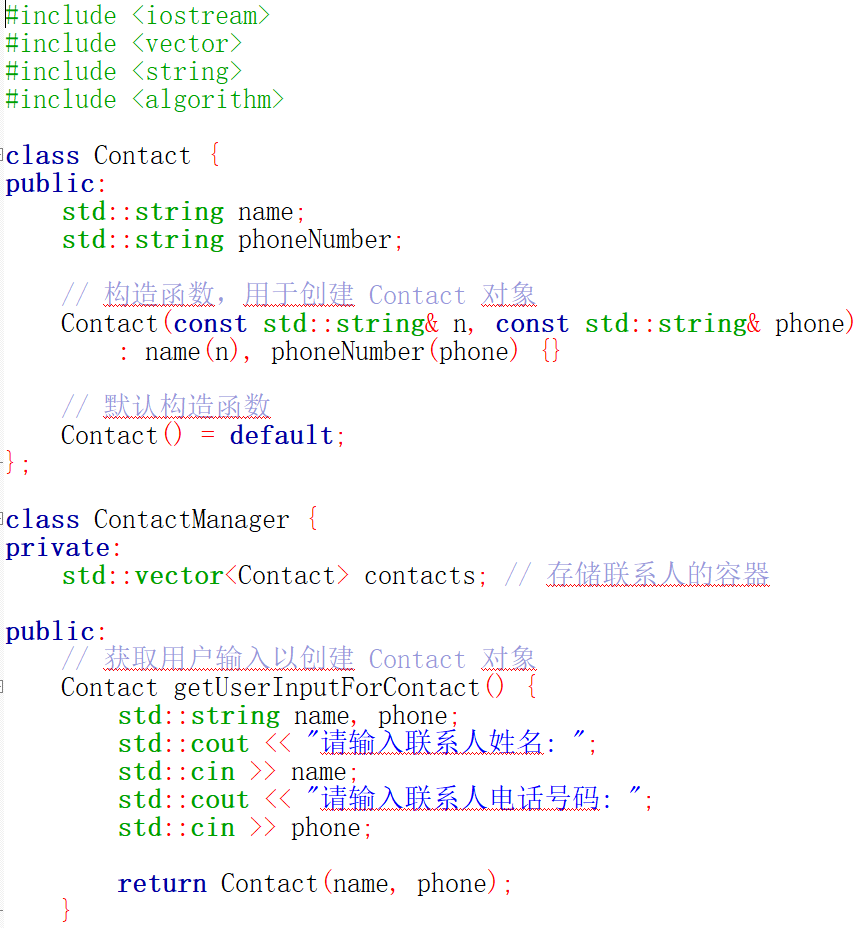 #include <iostream>
#include <vector>
#include <string>
#include <algorithm>
class Contact {
public:
std::string name;
std::string phoneNumber;
// 构造函数，用于创建 Contact 对象
Contact(const std::string& n, const std::string& phone)
: name(n), phoneNumber(phone) {}
// 默认构造函数
Contact() = default;
};
class ContactManager {
private:
std::vector<Contact> contacts; // 存储联系人的容器
public:
// 获取用户输入以创建 Contact 对象
Contact getUserInputForContact() {
std::string name, phone;
std::cout << "请输入联系人姓名: ";
std::cin >> name;
std::cout << "请输入联系人电话号码: ";
std::cin >> phone;
return Contact(name, phone);
}